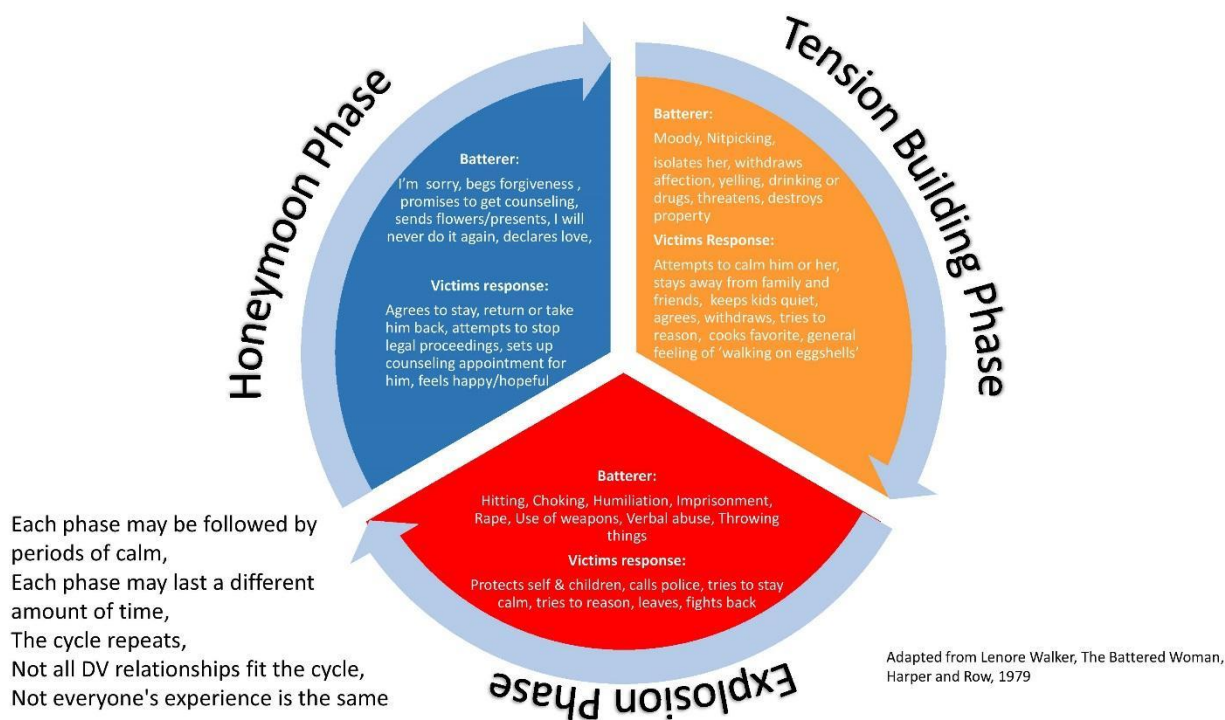 Honeymoon Phase
Batterer:
I'm  sorry, begs forgiveness ,
promises to get counseling,
sends flowers/presents, I will
never do it again, declares love,
Victims response:
Agrees to stay, return or take
him back, attempts to stop
legal proceedings, sets up
counseling appointment for
him, feels happy/hopeful
Tension Building Phase
Batterer:
Moody, Nitpicking,
isolates her, withdraws
affection, yelling, drinking or
drugs, threatens, destroys
property
Victims Response:
Attempts to calm him or her,
stays away from family and
friends,  keeps kids quiet,
agrees, withdraws, tries to
reason,  cooks favorite, general
feeling of 'walking on eggshells'
Batterer:
Hitting, Choking, Humiliation, Imprisonment,
Rape, Use of weapons, Verbal abuse, Throwing
things
Victims response:
Protects self & children, calls police, tries to stay
calm, tries to reason, leaves, fights back
Explosion Phase
Each phase may be followed by
periods of calm,
Each phase may last a different
amount of time,
The cycle repeats,
Not all DV relationships fit the cycle,
Not everyone's experience is the same
Adapted from Lenore Walker, The Battered Woman,
Harper and Row, 1979